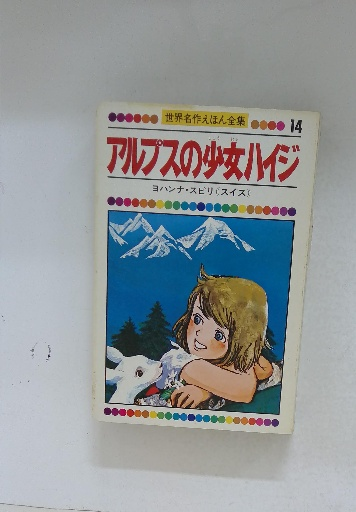 世界名作えほん全集 14
アルプスの少女ハイジ
ヨハンナ・スピリ(スイス)